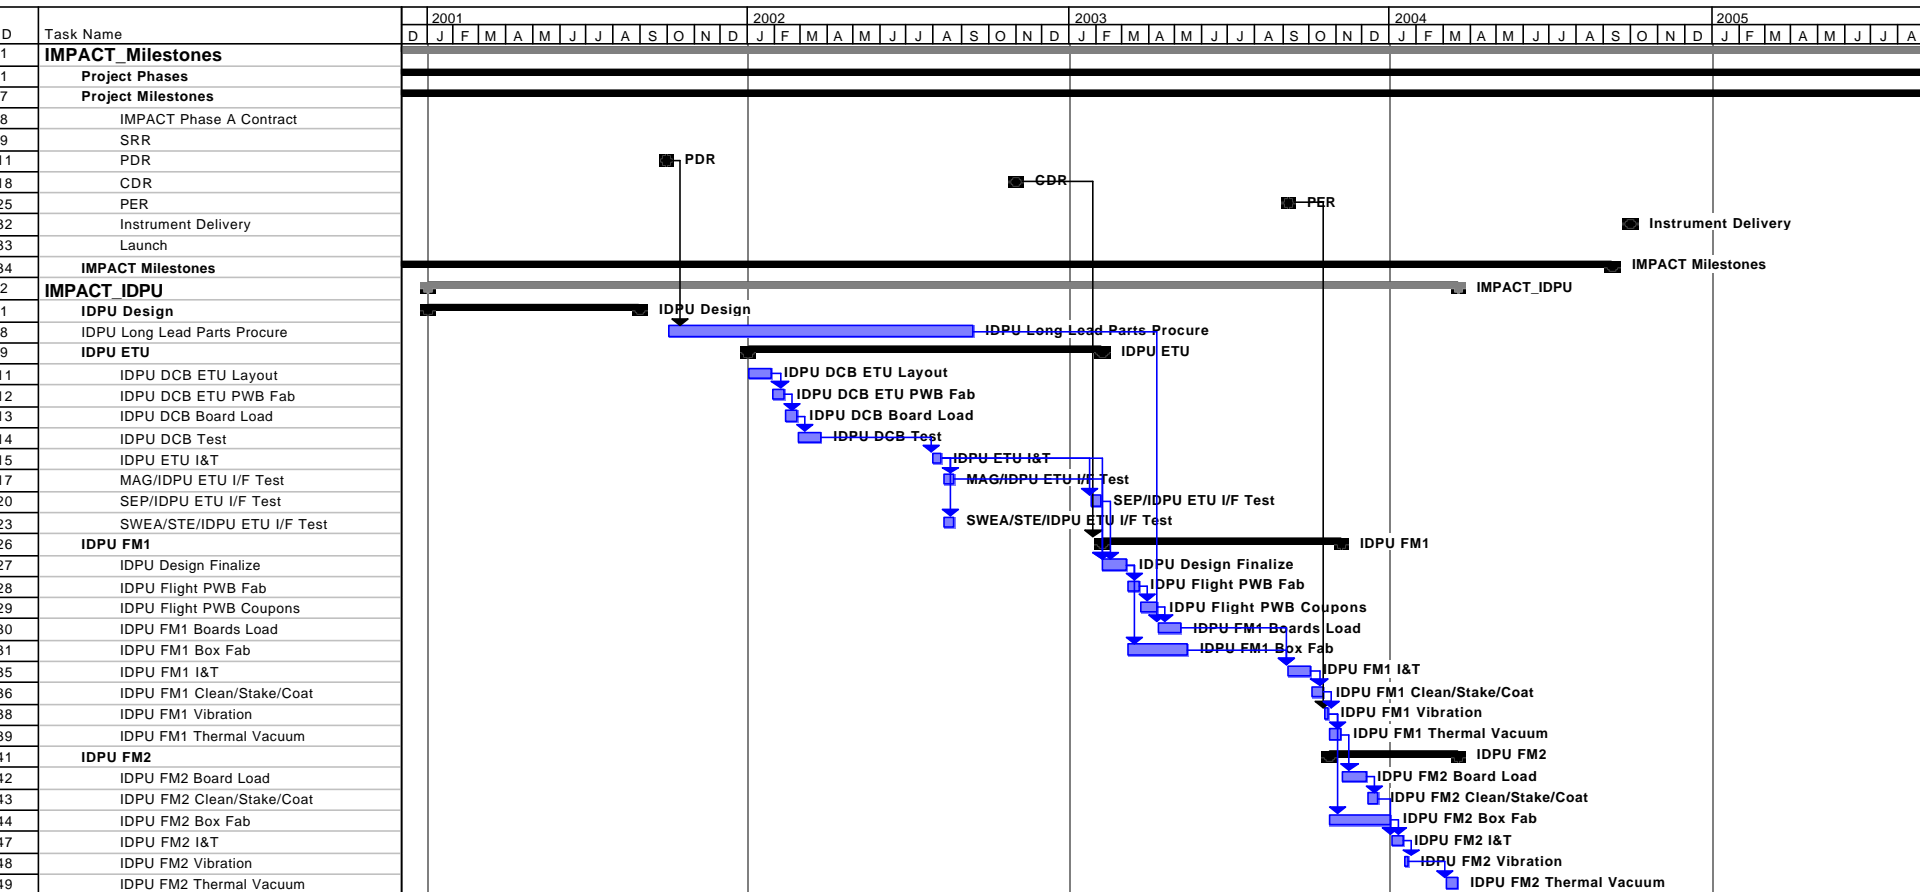 2001 2002 2003 2004 2005
D Task Name D J F M A M J J A S O N D J F M A M J J A S O N D J F M A M J J A S O N D J F M A M J J A S O N D J F M A M J J A
1 IMPACT_Milestones
1 Project Phases
7 Project Milestones
8 IMPACT Phase A Contract
9 SRR
11 PDR PDR
18 CDR CDR
25 PER PER
32 Instrument Delivery Instrument Delivery
33 Launch
34 IMPACT Milestones IMPACT Milestones
2 IMPACT_IDPU IMPACT_IDPU
1 IDPU Design IDPU Design
8 IDPU Long Lead Parts Procure IDPU Long Lead Parts Procure
9 IDPU ETU IDPU ETU
11 IDPU DCB ETU Layout IDPU DCB ETU Layout
12 IDPU DCB ETU PWB Fab IDPU DCB ETU PWB Fab
13 IDPU DCB Board Load IDPU DCB Board Load
14 IDPU DCB Test IDPU DCB Test
15 IDPU ETU I&T IDPU ETU I&T
17 MAG/IDPU ETU I/F Test MAG/IDPU ETU I/F Test
20 SEP/IDPU ETU I/F Test SEP/IDPU ETU I/F Test
23 SWEA/STE/IDPU ETU I/F Test SWEA/STE/IDPU ETU I/F Test
26 IDPU FM1 IDPU FM1
27 IDPU Design Finalize IDPU Design Finalize
28 IDPU Flight PWB Fab IDPU Flight PWB Fab
29 IDPU Flight PWB Coupons IDPU Flight PWB Coupons
30 IDPU FM1 Boards Load IDPU FM1 Boards Load
31 IDPU FM1 Box Fab IDPU FM1 Box Fab
35 IDPU FM1 I&T IDPU FM1 I&T
36 IDPU FM1 Clean/Stake/Coat IDPU FM1 Clean/Stake/Coat
38 IDPU FM1 Vibration IDPU FM1 Vibration
39 IDPU FM1 Thermal Vacuum IDPU FM1 Thermal Vacuum
41 IDPU FM2 IDPU FM2
42 IDPU FM2 Board Load IDPU FM2 Board Load
43 IDPU FM2 Clean/Stake/Coat IDPU FM2 Clean/Stake/Coat
44 IDPU FM2 Box Fab IDPU FM2 Box Fab
47 IDPU FM2 I&T IDPU FM2 I&T
48 IDPU FM2 Vibration IDPU FM2 Vibration
49 IDPU FM2 Thermal Vacuum IDPU FM2 Thermal Vacuum